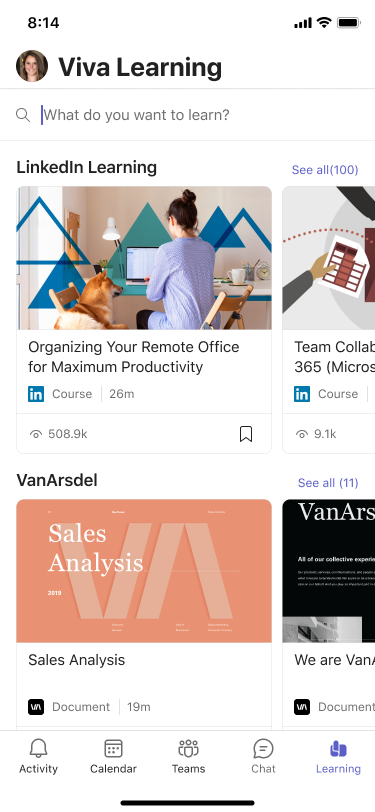 8:14
Viva Learning
What do you want to learn?
LinkedIn Learning
See all(100)
Organizing Your Remote Office
for Maximum Productivity
in Course 26m
508.9k
Team Collab
365 (Micros
in Course
9.1k
VanArsdel
See all (11)
Sales
Analysis
2019
Sales Analysis
Document 19m
VanArs
All of our collective experie
We are VanA
Document
Activity
Calendar
Teams
Chat
Learning